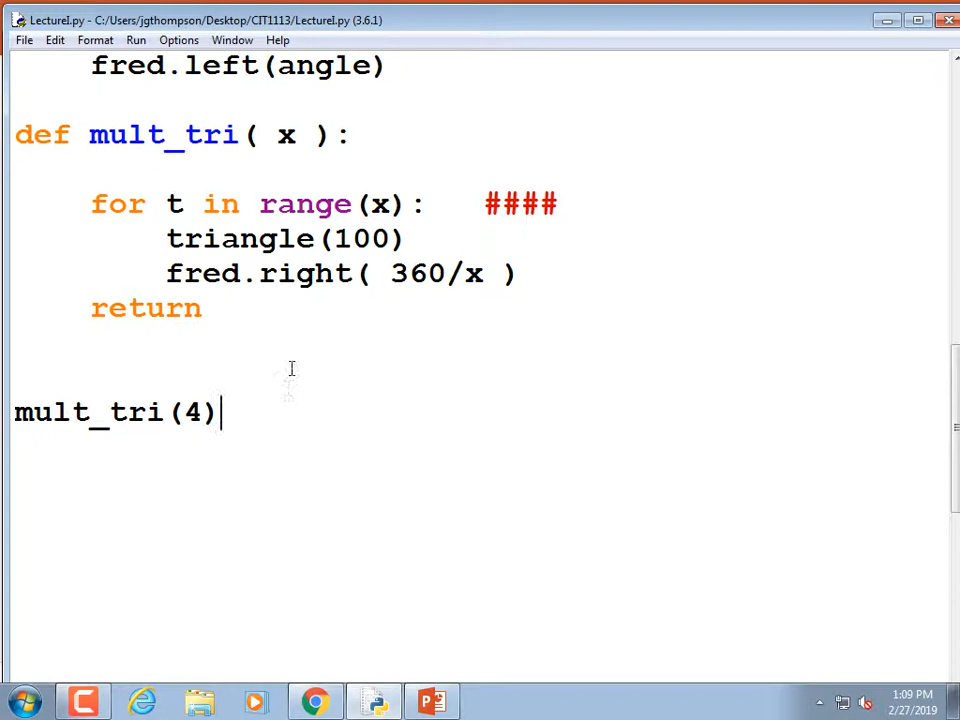 LectureI.py - C:/Users/jgthompson/Desktop/CIT1113/LectureI.py (3.6.1)
File Edit Format Run Options Window Help
fred.left(angle)
def mult_tri( x ):
for t in range(x): ####
triangle(100)
fred.right( 360/x )
return
mult_tri(4)
1:09 PM
2/27/2019